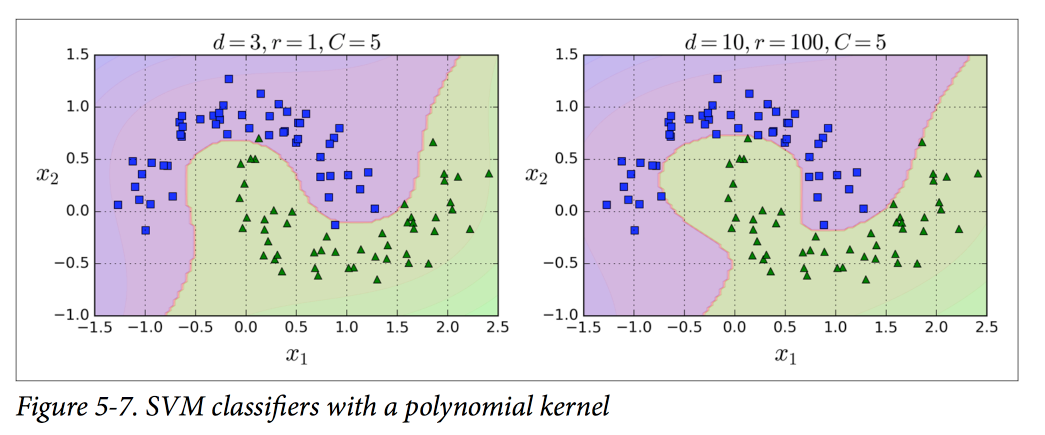 d = 3, r = 1, C = 5
1.5
1.0
0.5
0.0
−0.5
−1.0
x₂
−1.5 −1.0 −0.5 0.0 0.5 1.0 1.5 2.0 2.5
x₁
d = 10, r = 100, C = 5
1.5
1.0
0.5
0.0
−0.5
−1.0
x₂
−1.5 −1.0 −0.5 0.0 0.5 1.0 1.5 2.0 2.5
x₁
Figure 5-7. SVM classifiers with a polynomial kernel